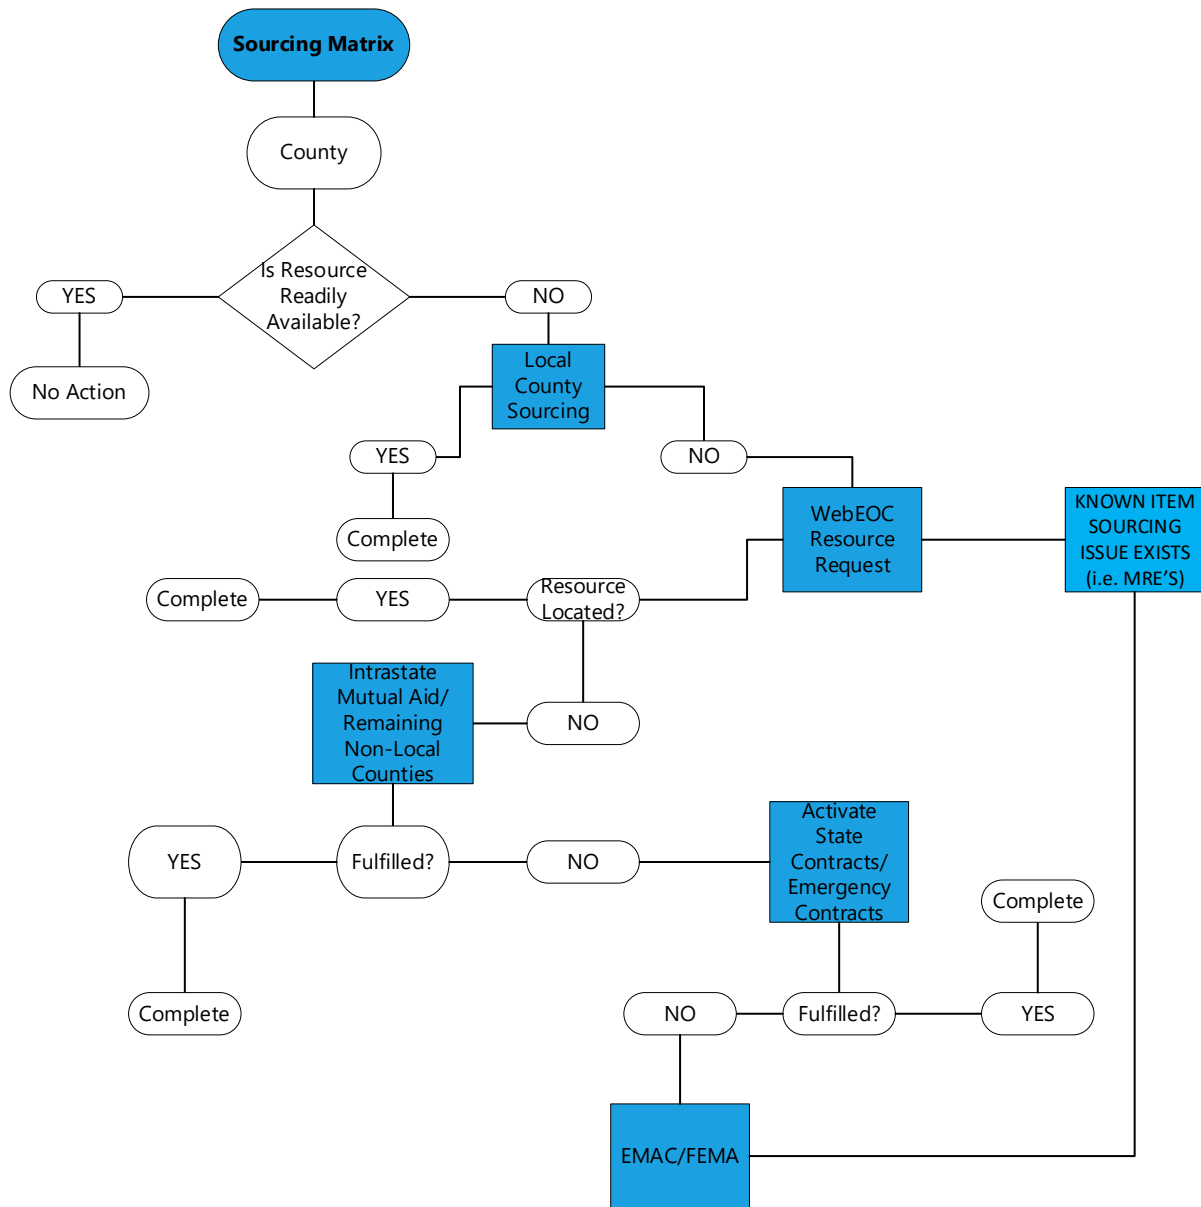 Sourcing Matrix
County
Is Resource
Readily
Available?
YES
NO
No Action
Local
County
Sourcing
YES
NO
Complete
WebEOC
Resource
Request
KNOWN ITEM
SOURCING
ISSUE EXISTS
(i.e. MRE'S)
Complete
YES
Resource
Located?
Intrastate
Mutual Aid/
Remaining
Non-Local
Counties
NO
YES
Fulfilled?
NO
Activate
State
Contracts/
Emergency
Contracts
Complete
Complete
NO
Fulfilled?
YES
EMAC/FEMA